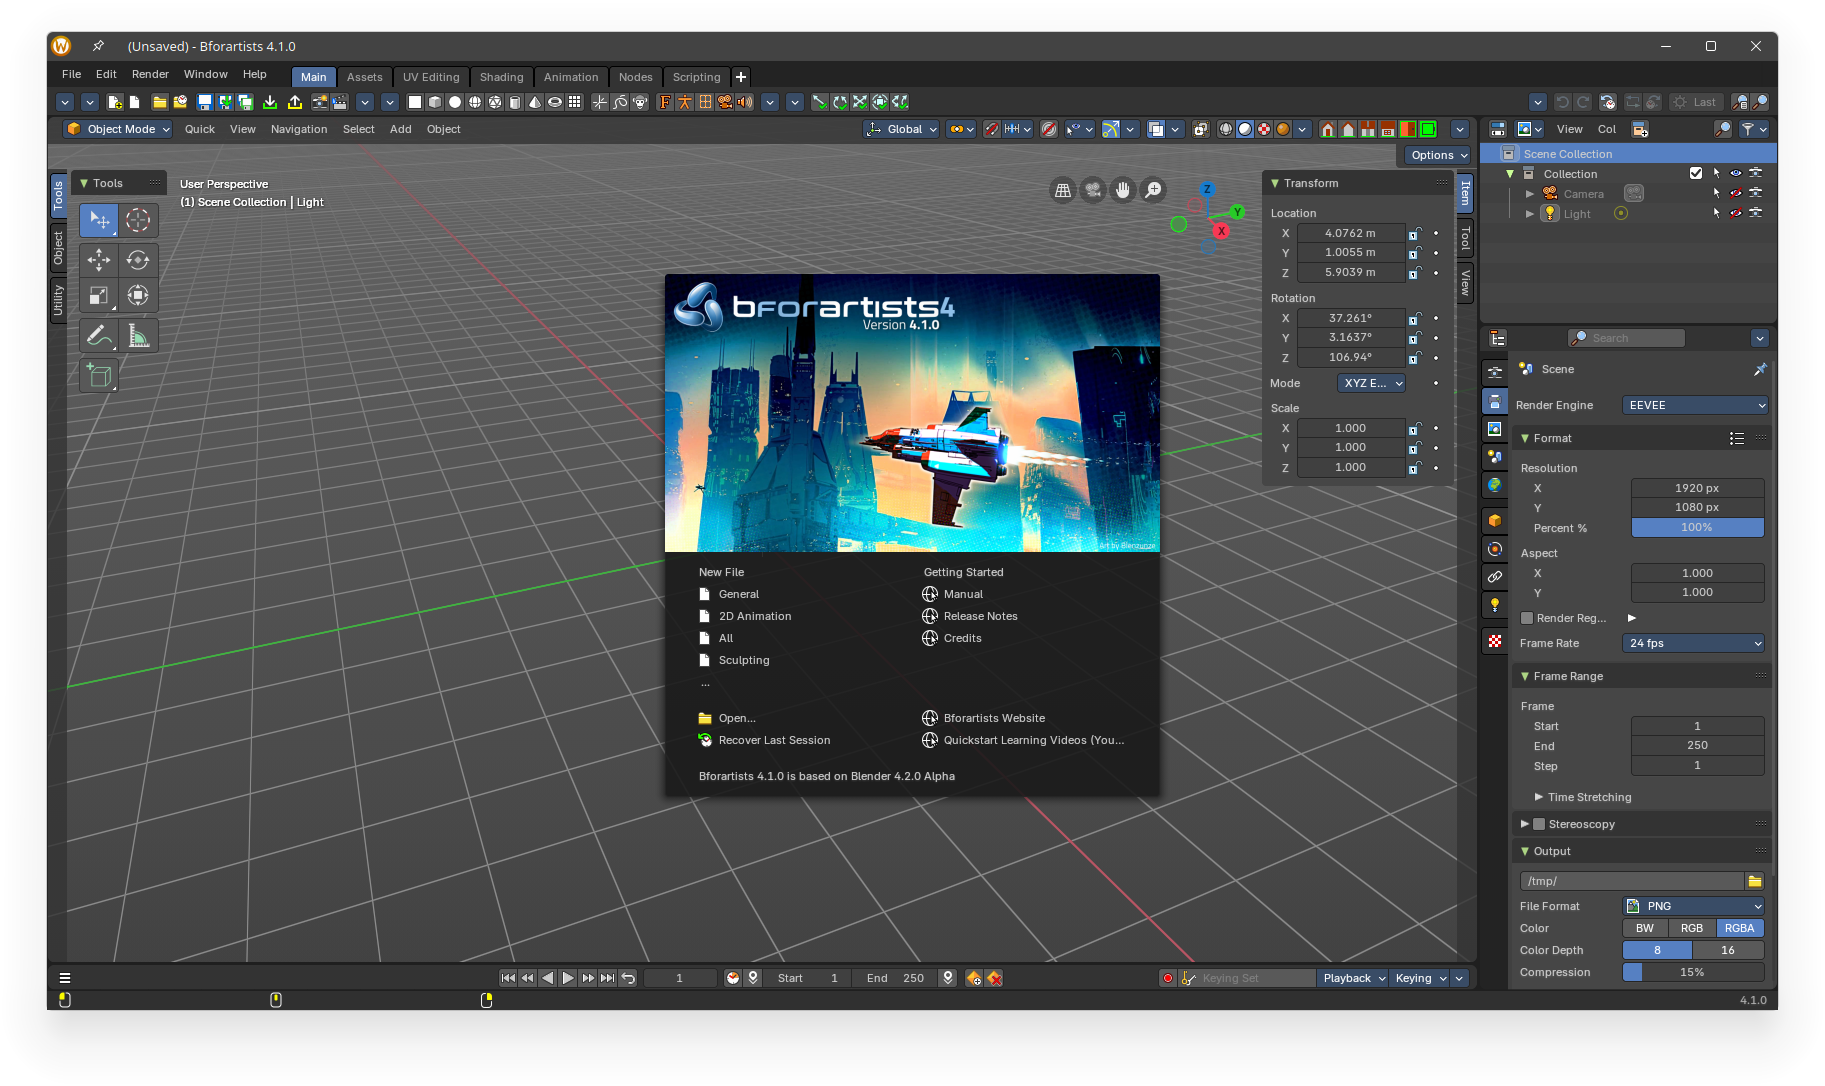 (Unsaved) - Bforartists 4.1.0
File Edit Render Window Help Main Assets UV Editing Shading Animation Nodes Scripting +
Last
Object Mode Quick View Navigation Select Add Object Global
View Col
Options
Tools
Object
Utility
Tools
User Perspective
(1) Scene Collection | Light
Z
Y
X
Item
Tool
View
Transform
Location
X 4.0762 m
Y 1.0055 m
Z 5.9039 m
Rotation
X 37.261°
Y 3.1637°
Z 106.94°
Mode XYZ E...
Scale
X 1.000
Y 1.000
Z 1.000
bforartists4
Version 4.1.0
Art by Blenzunze
New File
General
2D Animation
All
Sculpting
...
Open...
Recover Last Session
Getting Started
Manual
Release Notes
Credits
Bforartists Website
Quickstart Learning Videos (You...
Bforartists 4.1.0 is based on Blender 4.2.0 Alpha
Scene Collection
Collection
Camera
Light
Search
Scene
Render Engine EEVEE
Format
Resolution
X 1920 px
Y 1080 px
Percent % 100%
Aspect
X 1.000
Y 1.000
Render Reg...
Frame Rate 24 fps
Frame Range
Frame
Start 1
End 250
Step 1
Time Stretching
Stereoscopy
Output
/tmp/
File Format PNG
Color BW RGB RGBA
Color Depth 8 16
Compression 15%
1 Start 1 End 250 Keying Set Playback Keying
4.1.0